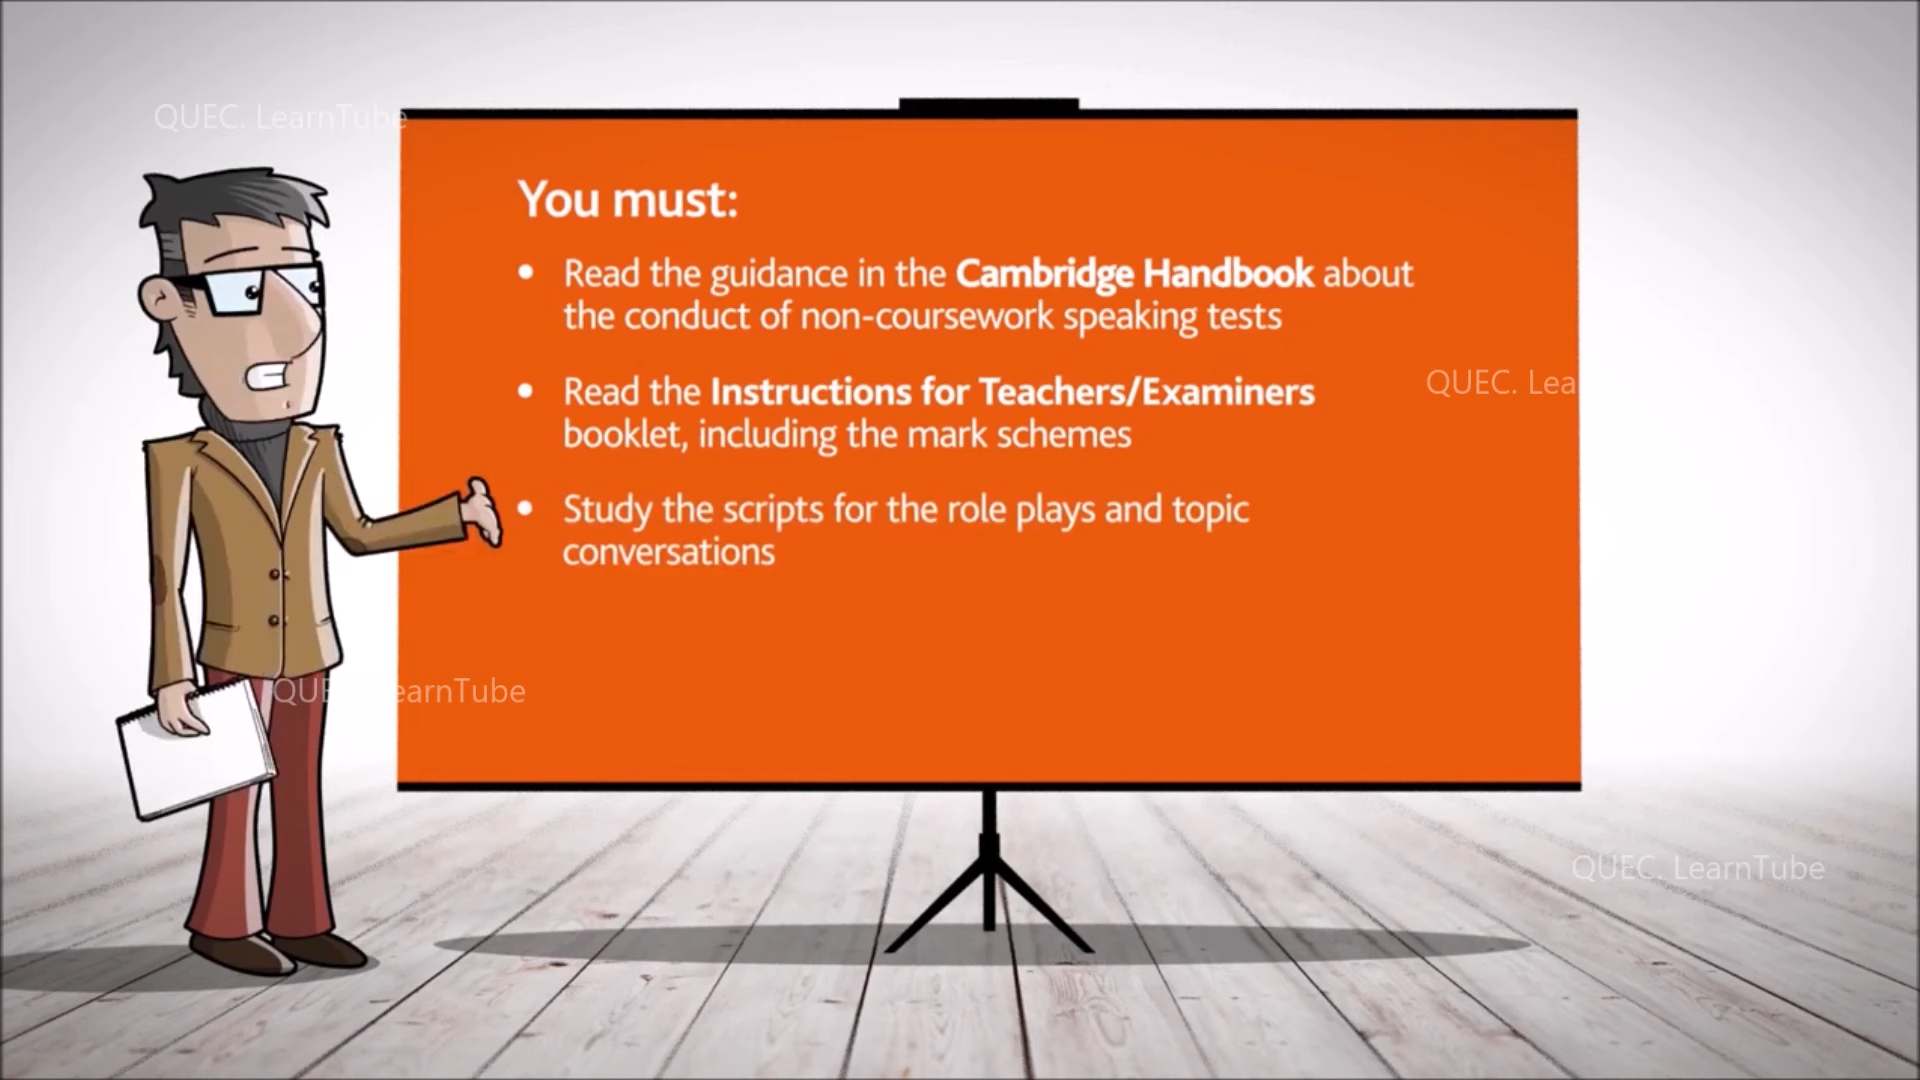 QUEC. LearnTube
You must:
• Read the guidance in the Cambridge Handbook about
the conduct of non-coursework speaking tests
QUEC. Lea
• Read the Instructions for Teachers/Examiners
booklet, including the mark schemes
• Study the scripts for the role plays and topic
conversations
QUE earnTube
QUEC. LearnTube